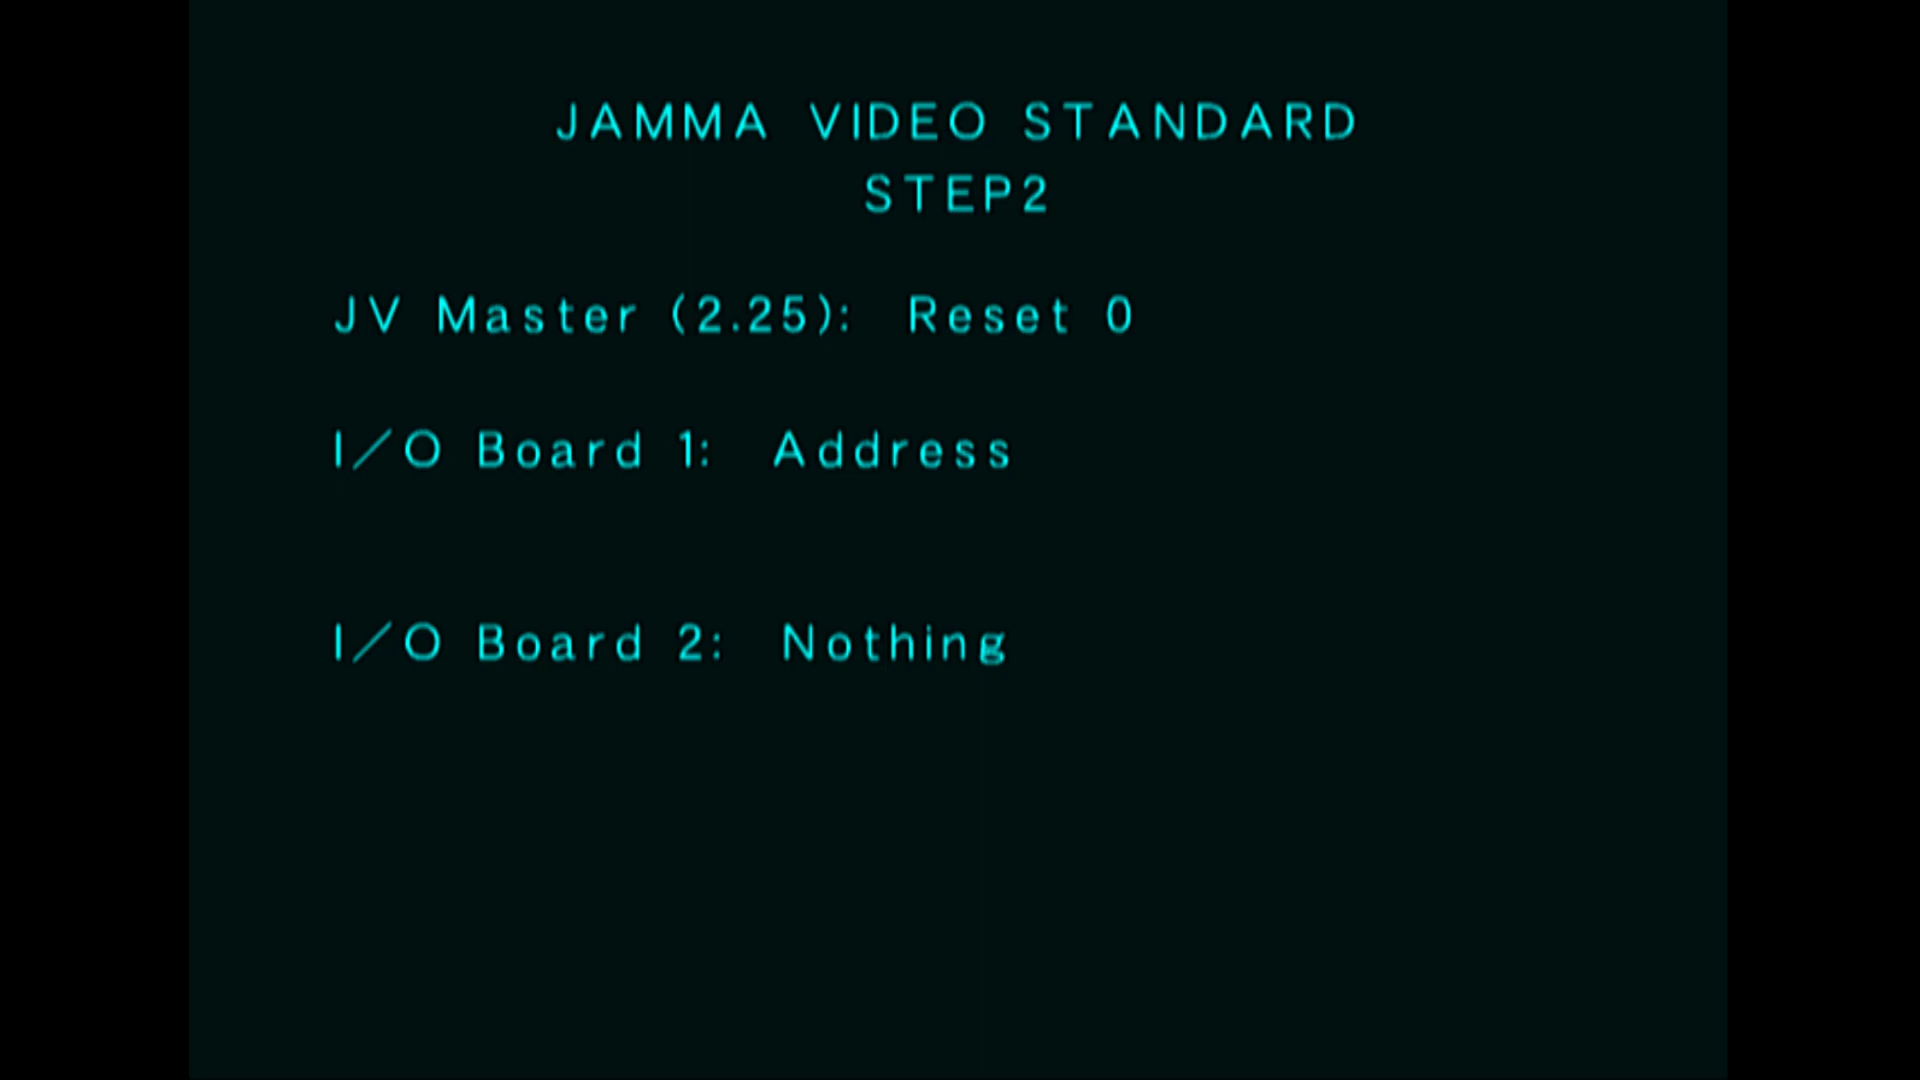 JAMMA VIDEO STANDARD
STEP2
JV Master (2.25): Reset 0
I/O Board 1: Address
I/O Board 2: Nothing